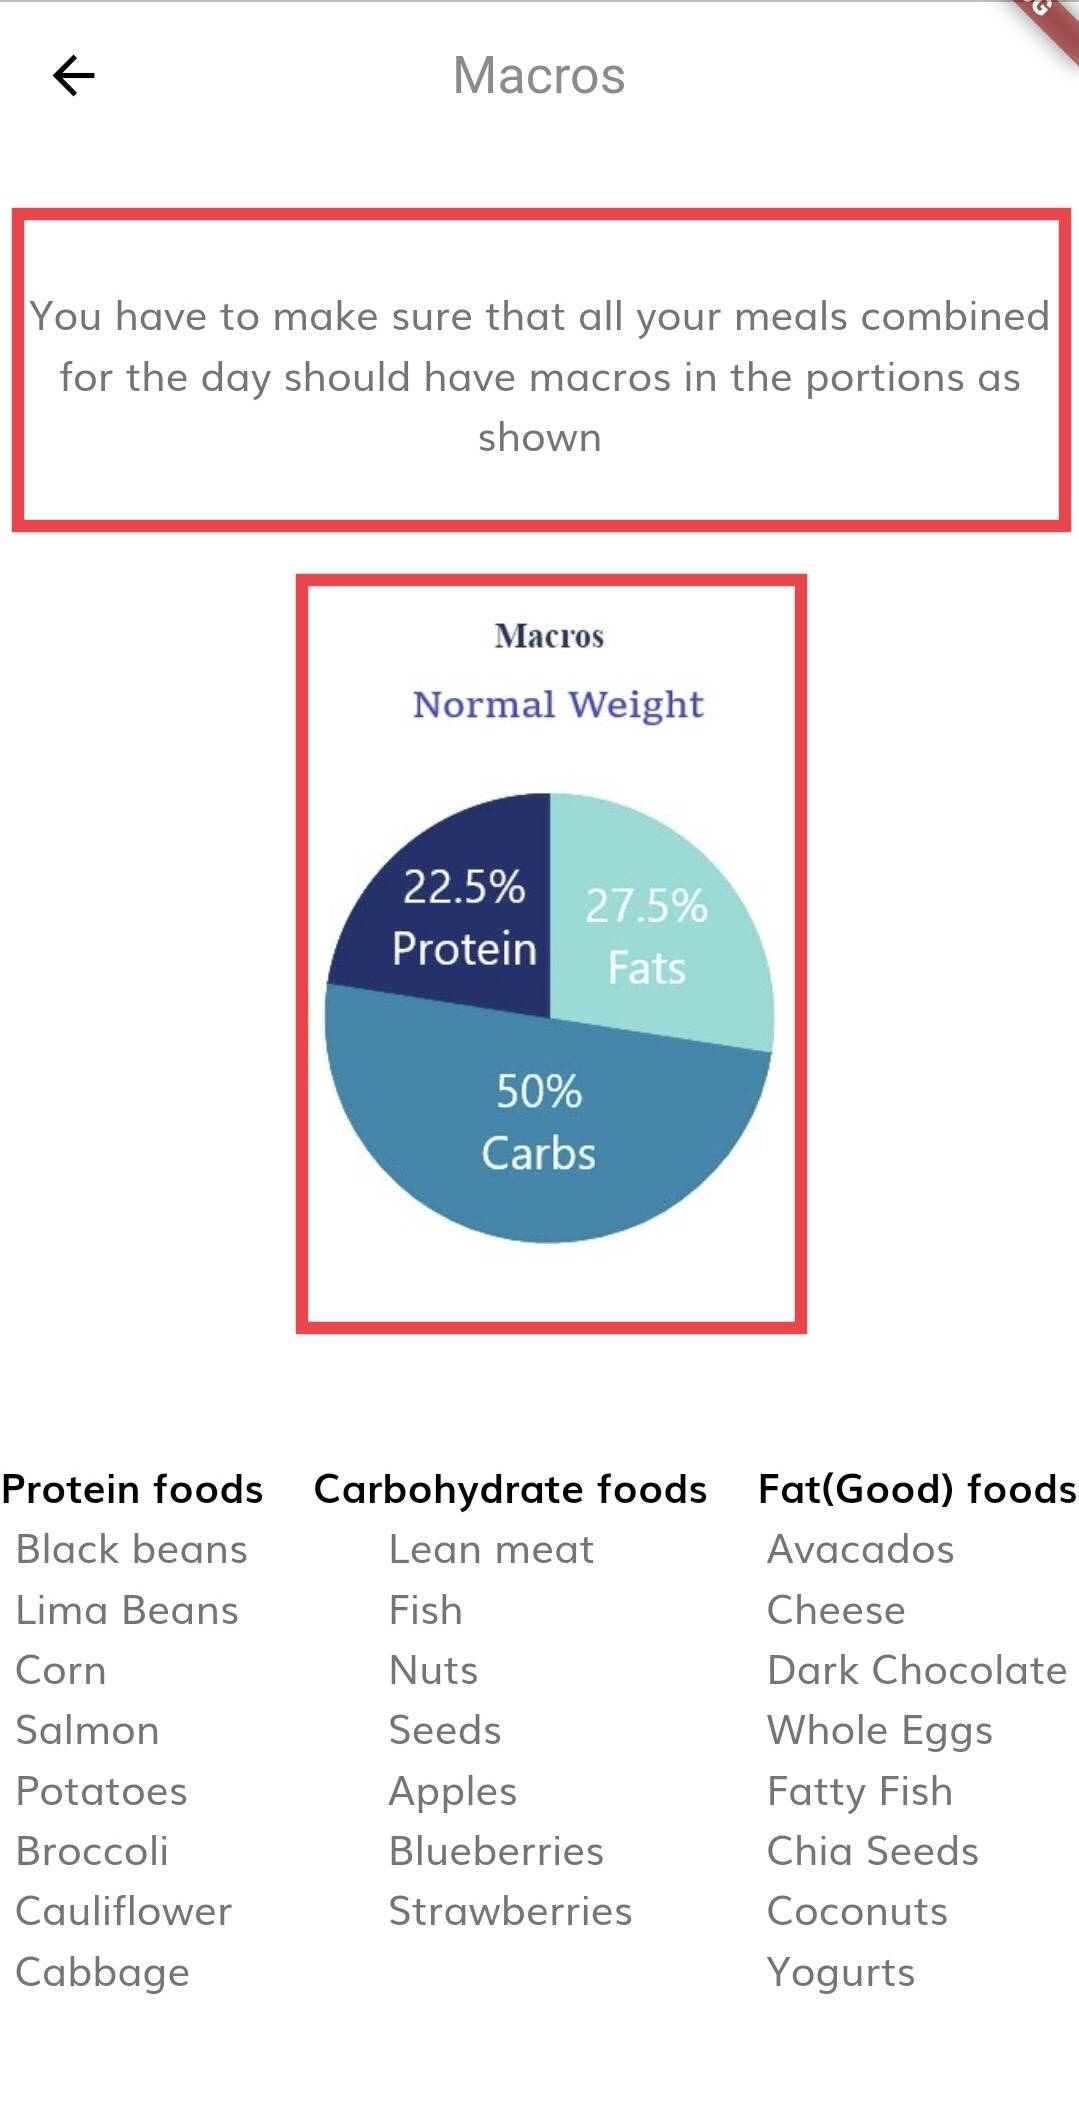 Macros
You have to make sure that all your meals combined
for the day should have macros in the portions as
shown
Macros
Normal Weight
22.5%
Protein
27.5%
Fats
50%
Carbs
Protein foods
Black beans
Lima Beans
Corn
Salmon
Potatoes
Broccoli
Cauliflower
Cabbage
Carbohydrate foods
Lean meat
Fish
Nuts
Seeds
Apples
Blueberries
Strawberries
Fat(Good) foods
Avacados
Cheese
Dark Chocolate
Whole Eggs
Fatty Fish
Chia Seeds
Coconuts
Yogurts